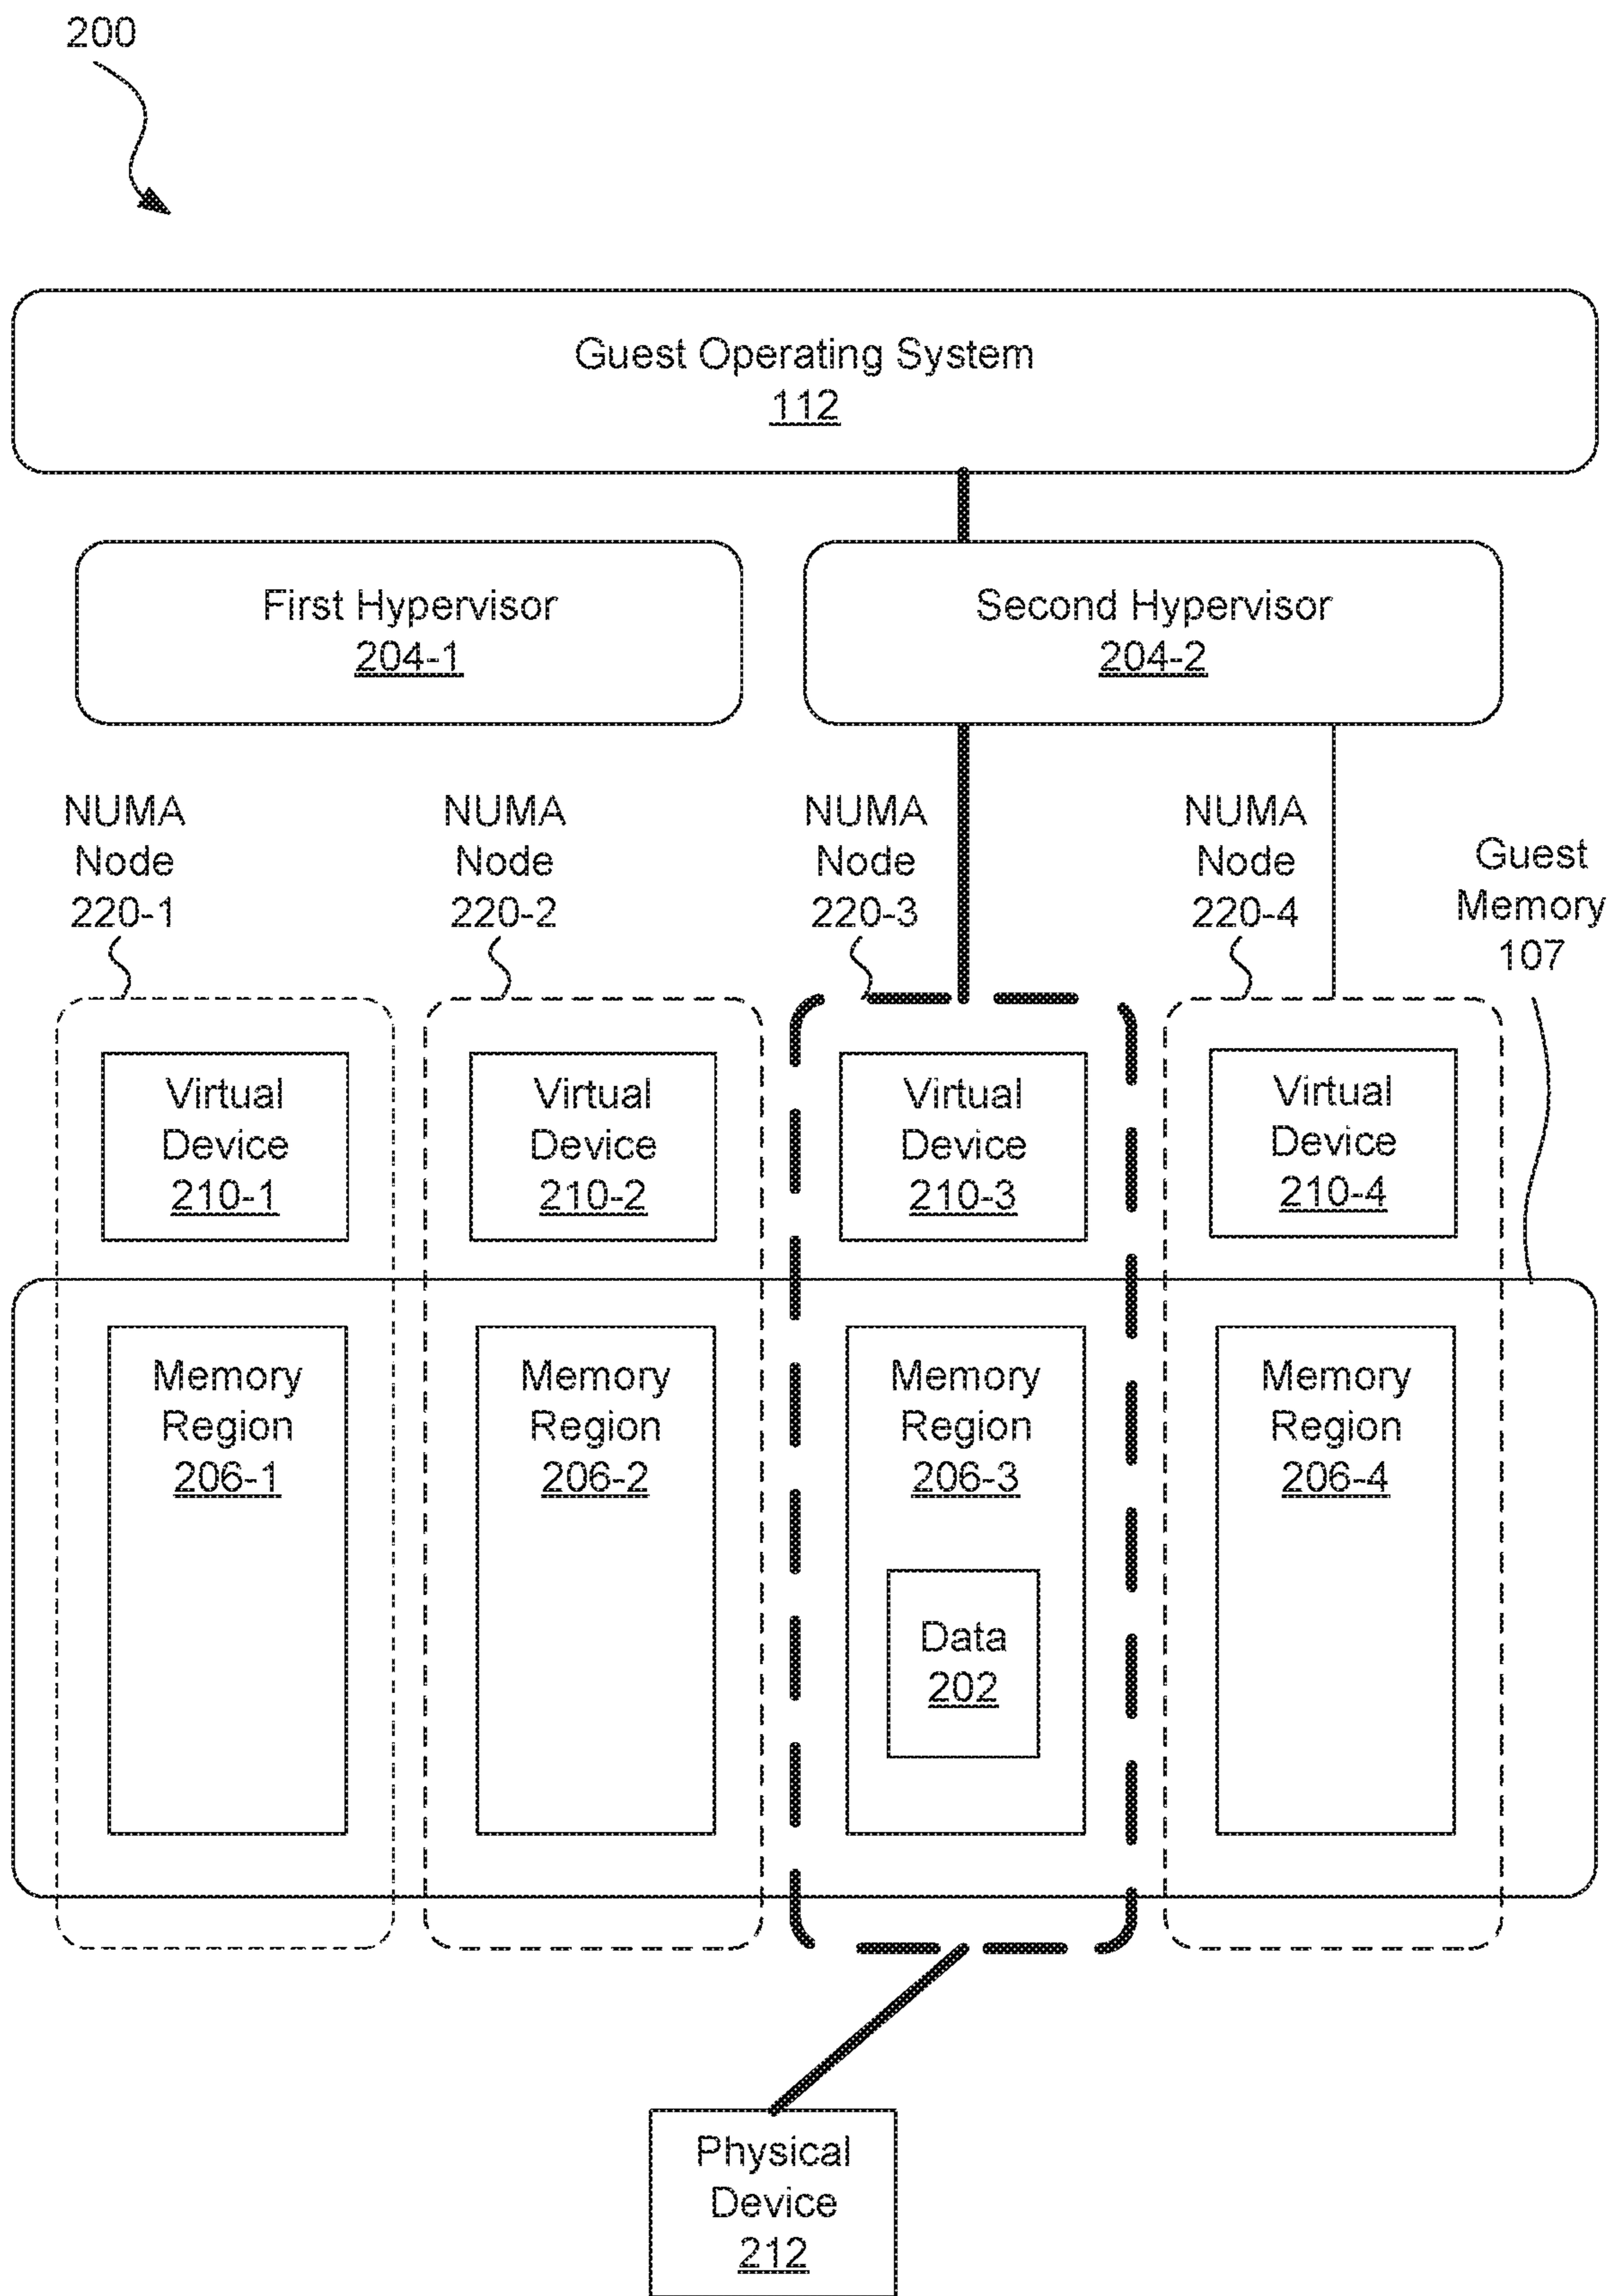 200
Guest Operating System
112
First Hypervisor
204-1
Second Hypervisor
204-2
NUMA
Node
220-1
NUMA
Node
220-2
NUMA
Node
220-3
NUMA
Node
220-4
Guest
Memory
107
Virtual
Device
210-1
Virtual
Device
210-2
Virtual
Device
210-3
Virtual
Device
210-4
Memory
Region
206-1
Memory
Region
206-2
Memory
Region
206-3
Memory
Region
206-4
Data
202
Physical
Device
212